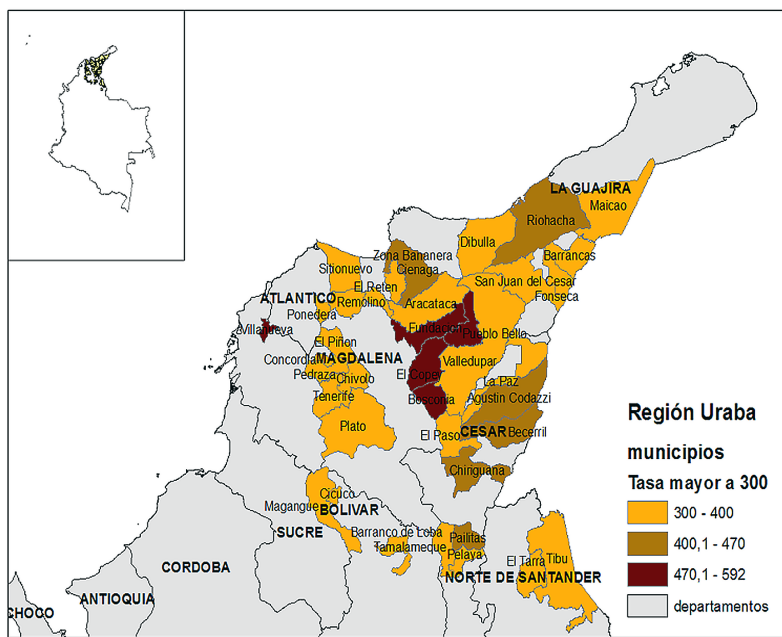 LA GUAJIRA
Maicao
Riohacha
Dibulla
Zona Bananera
Cienaga
Barrancas
Sitionuevo
San Juan del Cesar
El Reten
Fonseca
ATLANTICO
Remolino
Aracataca
Ponedera
Fundacion
Villanueva
Pueblo Bello
El Piñon
Concordia
MAGDALENA
Valledupar
Pedraza
Chivolo
El Copey
La Paz
Tenerife
Bosconia
Agustin Codazzi
Plato
El Paso
CESAR
Becerril
Chiriguana
Cicuco
Magangue
BOLIVAR
SUCRE
Barranco de Loba
Pailitas
Tamalameque
Pelaya
El Tarra
Tibu
CORDOBA
NORTE DE SANTANDER
ANTIOQUIA
CHOCO
Región Uraba
municipios
Tasa mayor a 300
300 - 400
400,1 - 470
470,1 - 592
departamentos